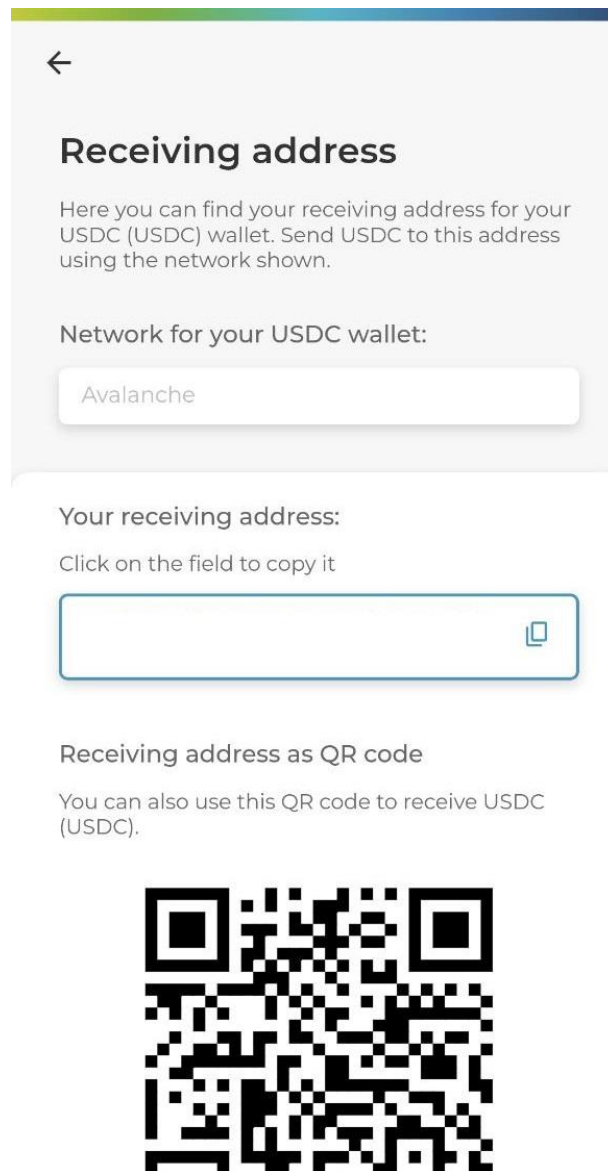 Receiving address
Here you can find your receiving address for your
USDC (USDC) wallet. Send USDC to this address
using the network shown.
Network for your USDC wallet:
Avalanche
Your receiving address:
Click on the field to copy it
Receiving address as QR code
You can also use this QR code to receive USDC
(USDC).